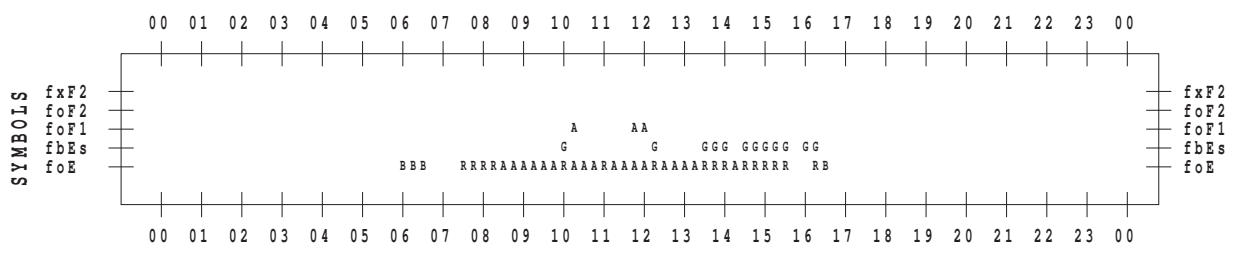 00 01 02 03 04 05 06 07 08 09 10 11 12 13 14 15 16 17 18 19 20 21 22 23 00
SYMBOLS
fxF2 fxF2
foF2 foF2
foF1 A AA foF1
fbEs G G GGG GGGGG GG fbEs
foE BBB RRRRAAAAAARAAARAAAARAAAARRRARRRRR RB foE
00 01 02 03 04 05 06 07 08 09 10 11 12 13 14 15 16 17 18 19 20 21 22 23 00